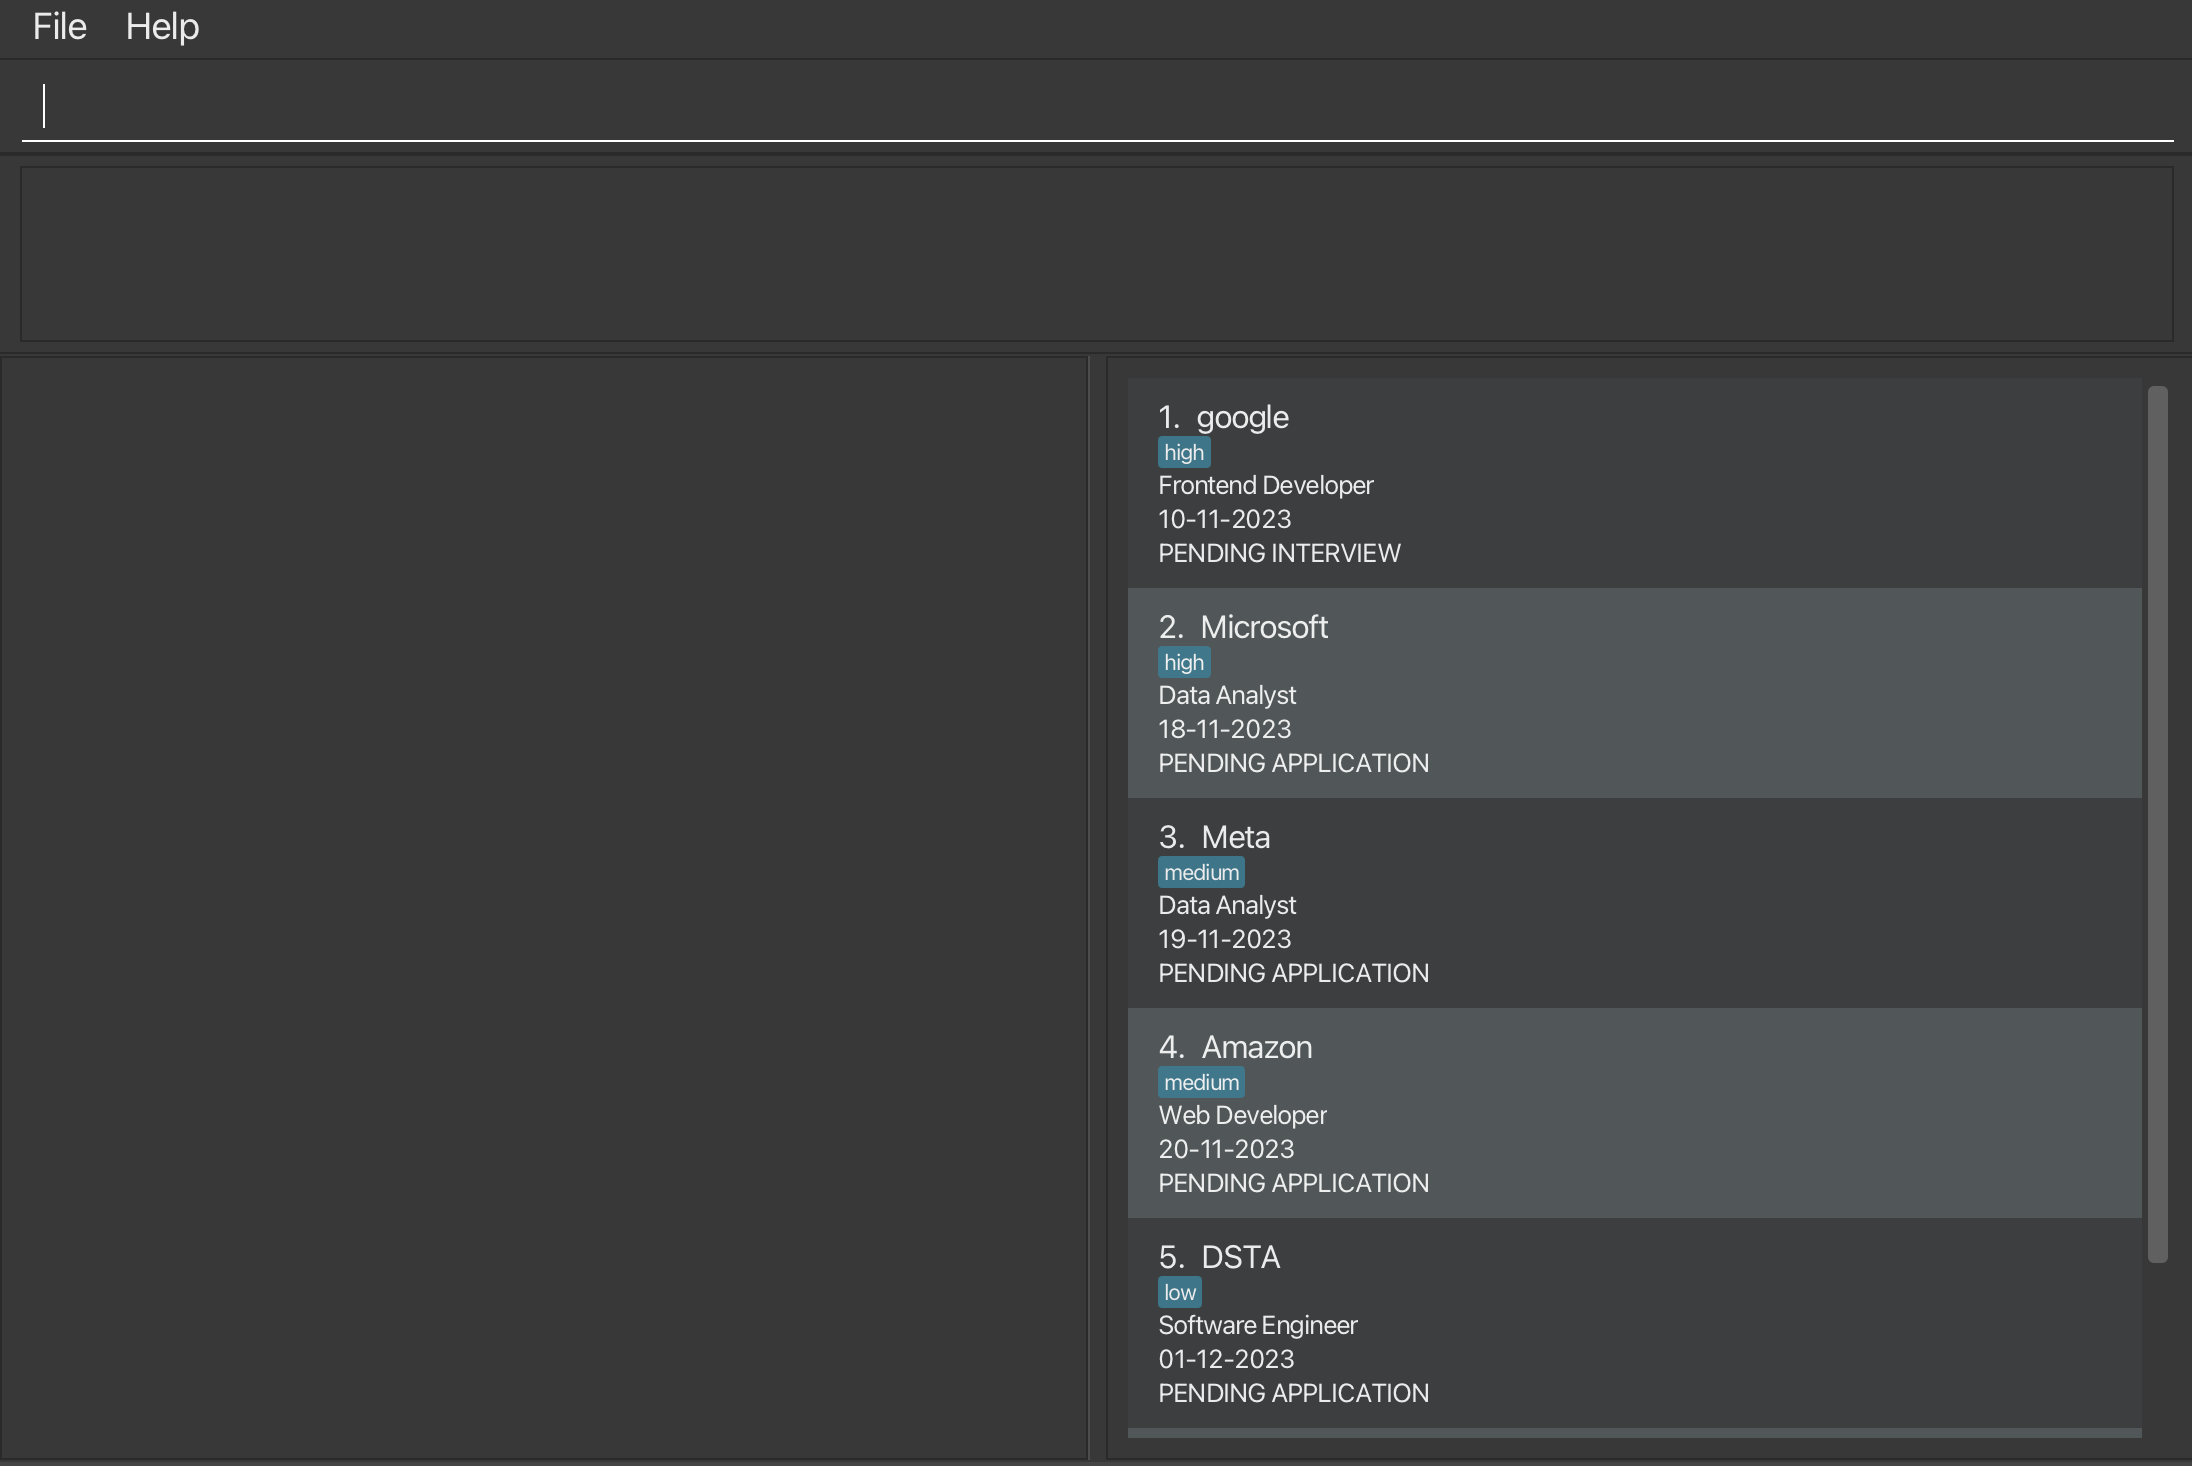 File Help
1. google
high
Frontend Developer
10-11-2023
PENDING INTERVIEW
2. Microsoft
high
Data Analyst
18-11-2023
PENDING APPLICATION
3. Meta
medium
Data Analyst
19-11-2023
PENDING APPLICATION
4. Amazon
medium
Web Developer
20-11-2023
PENDING APPLICATION
5. DSTA
low
Software Engineer
01-12-2023
PENDING APPLICATION